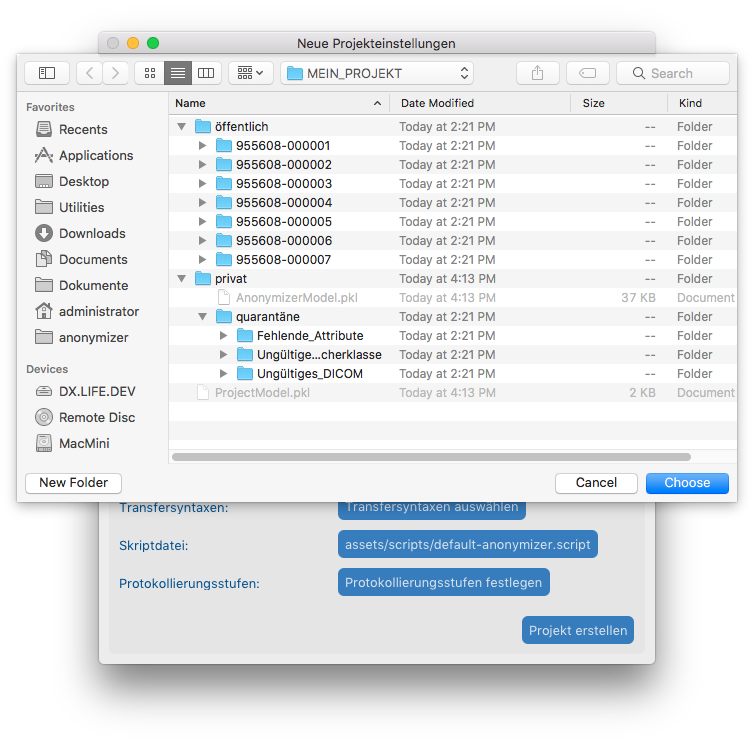 Neue Projekteinstellungen
MEIN_PROJEKT
Search
Favorites
Recents
Applications
Desktop
Utilities
Downloads
Documents
Dokumente
administrator
anonymizer
Devices
DX.LIFE.DEV
Remote Disc
MacMini
Name Date Modified Size Kind
öffentlich Today at 2:21 PM -- Folder
955608-000001 Today at 2:21 PM -- Folder
955608-000002 Today at 2:21 PM -- Folder
955608-000003 Today at 2:21 PM -- Folder
955608-000004 Today at 2:21 PM -- Folder
955608-000005 Today at 2:21 PM -- Folder
955608-000006 Today at 2:21 PM -- Folder
955608-000007 Today at 2:21 PM -- Folder
privat Today at 4:13 PM -- Folder
AnonymizerModel.pkl Today at 4:13 PM 37 KB Document
quarantäne Today at 2:21 PM -- Folder
Fehlende_Attribute Today at 2:21 PM -- Folder
Ungültige...cherklasse Today at 2:21 PM -- Folder
Ungültiges_DICOM Today at 2:21 PM -- Folder
ProjectModel.pkl Today at 4:13 PM 2 KB Document
New Folder Cancel Choose
Transfersyntaxen: Transfersyntaxen auswählen
Skriptdatei: assets/scripts/default-anonymizer.script
Protokollierungsstufen: Protokollierungsstufen festlegen
Projekt erstellen